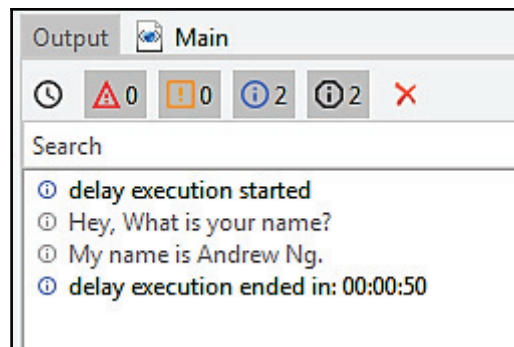 Output Main
0 0 2 2
Search
delay execution started
Hey, What is your name?
My name is Andrew Ng.
delay execution ended in: 00:00:50